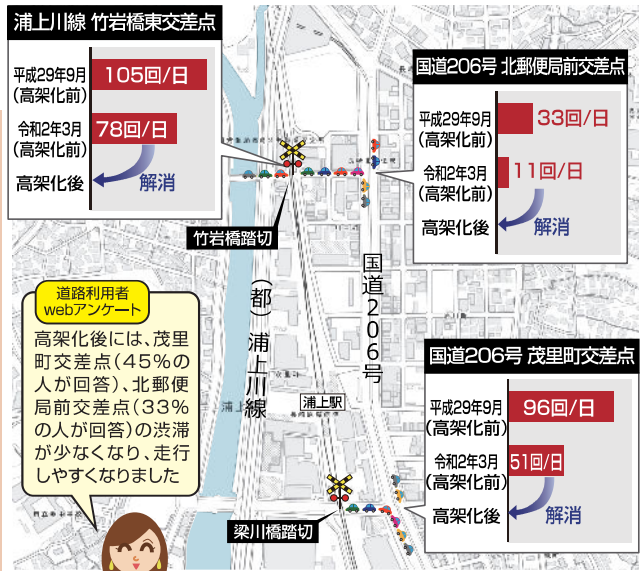 浦上川線 竹岩橋東交差点
平成29年9月
(高架化前)
105回/日
令和2年3月
(高架化前)
78回/日
高架化後
解消
国道206号 北郵便局前交差点
平成29年9月
(高架化前)
33回/日
令和2年3月
(高架化前)
11回/日
高架化後
解消
竹岩橋踏切
(都)浦上川線
国道206号
道路利用者
webアンケート
高架化後には、茂里
町交差点(45%の
人が回答)、北郵便
局前交差点(33%
の人が回答)の渋滞
が少なくなり、走行
しやすくなりました
浦上駅
国道206号 茂里町交差点
平成29年9月
(高架化前)
96回/日
令和2年3月
(高架化前)
51回/日
高架化後
解消
梁川橋踏切